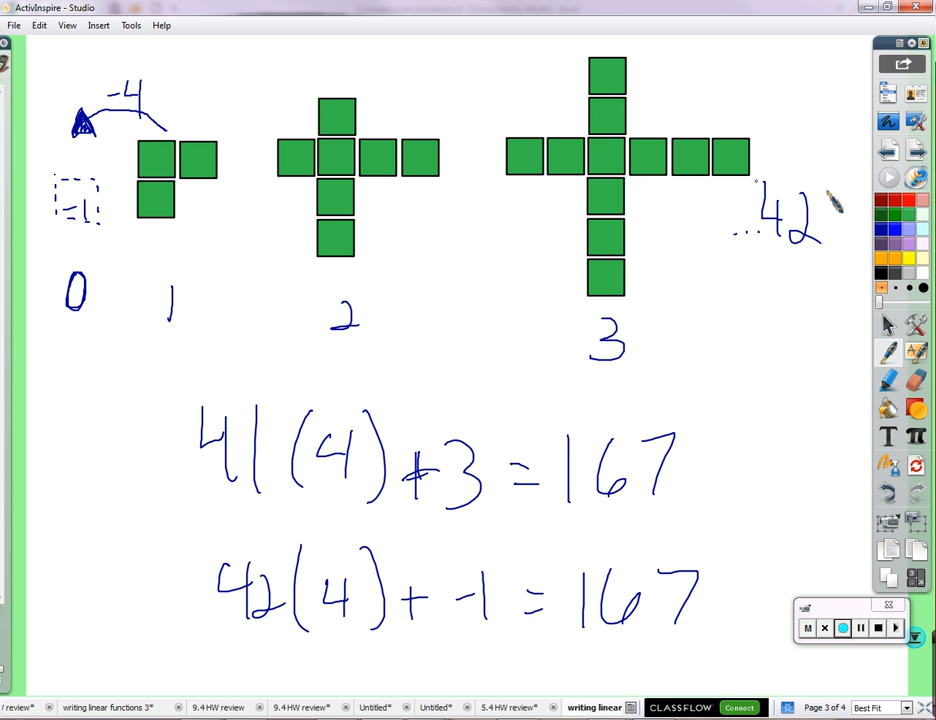 ActivInspire - Studio
File Edit View Insert Tools Help
-4
-1
...42
0 1 2 3
41(4)+3=167
42(4)+-1=167
M
/ review* writing linear functions 3* 9.4 HW review 9.4 HW review Untitled* Untitled* 5.4 HW review* writing linear CLASSFLOW Connect Page 3 of 4 Best Fit